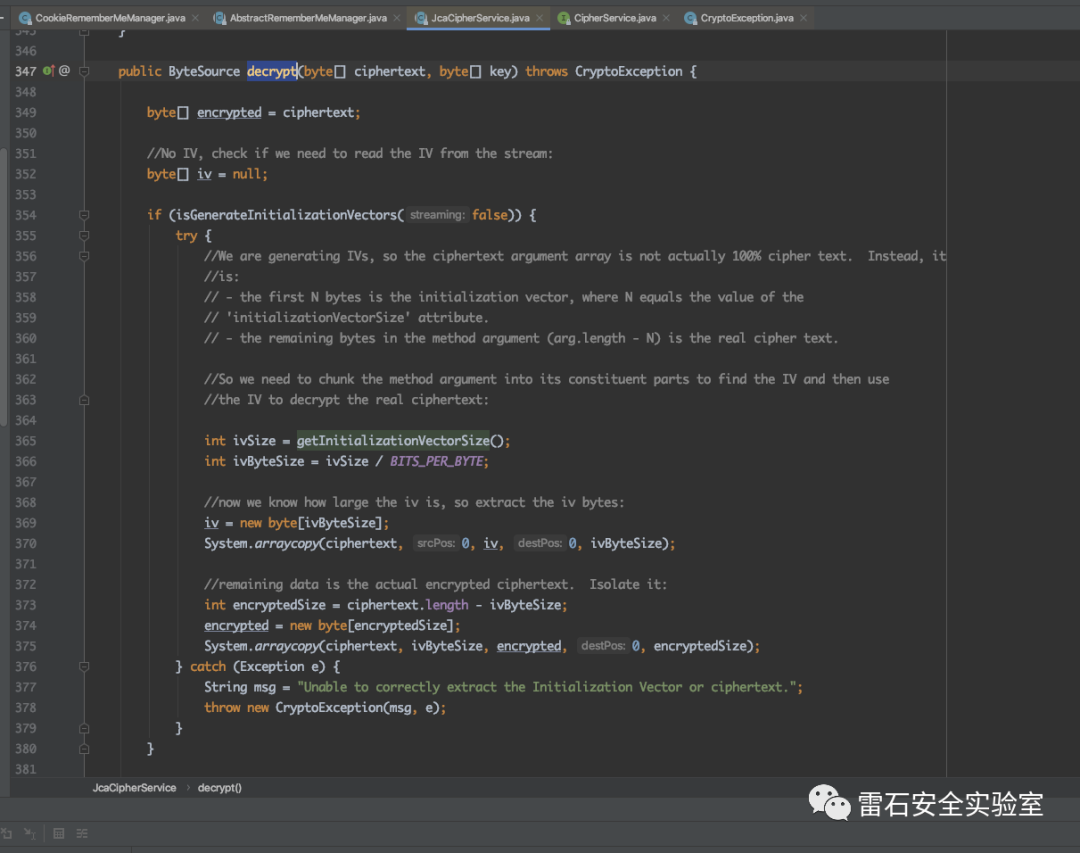 CookieRememberMeManager.java × AbstractRememberMeManager.java × JcaCipherService.java × CipherService.java × CryptoException.java ×
345 }
346
347 @ public ByteSource decrypt(byte[] ciphertext, byte[] key) throws CryptoException {
348
349 byte[] encrypted = ciphertext;
350
351 //No IV, check if we need to read the IV from the stream:
352 byte[] iv = null;
353
354 if (isGenerateInitializationVectors( streaming: false)) {
355 try {
356 //We are generating IVs, so the ciphertext argument array is not actually 100% cipher text.  Instead, it
357 //is:
358 // - the first N bytes is the initialization vector, where N equals the value of the
359 // 'initializationVectorSize' attribute.
360 // - the remaining bytes in the method argument (arg.length - N) is the real cipher text.
361
362 //So we need to chunk the method argument into its constituent parts to find the IV and then use
363 //the IV to decrypt the real ciphertext:
364
365 int ivSize = getInitializationVectorSize();
366 int ivByteSize = ivSize / BITS_PER_BYTE;
367
368 //now we know how large the iv is, so extract the iv bytes:
369 iv = new byte[ivByteSize];
370 System.arraycopy(ciphertext, srcPos: 0, iv, destPos: 0, ivByteSize);
371
372 //remaining data is the actual encrypted ciphertext.  Isolate it:
373 int encryptedSize = ciphertext.length - ivByteSize;
374 encrypted = new byte[encryptedSize];
375 System.arraycopy(ciphertext, ivByteSize, encrypted, destPos: 0, encryptedSize);
376 } catch (Exception e) {
377 String msg = "Unable to correctly extract the Initialization Vector or ciphertext.";
378 throw new CryptoException(msg, e);
379 }
380 }
381
JcaCipherService › decrypt()
雷石安全实验室